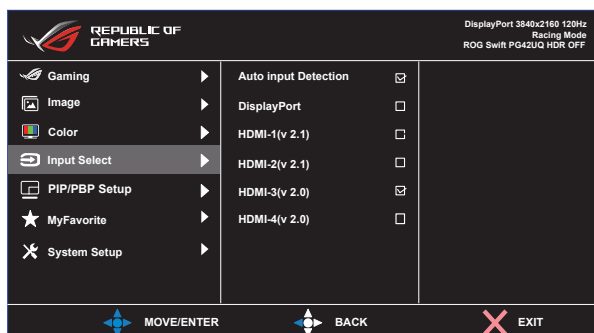 REPUBLIC OF
GAMERS
DisplayPort 3840x2160 120Hz
Racing Mode
ROG Swift PG42UQ HDR OFF
Gaming
Image
Color
Input Select
PIP/PBP Setup
MyFavorite
System Setup
Auto input Detection
DisplayPort
HDMI-1(v 2.1)
HDMI-2(v 2.1)
HDMI-3(v 2.0)
HDMI-4(v 2.0)
MOVE/ENTER
BACK
EXIT